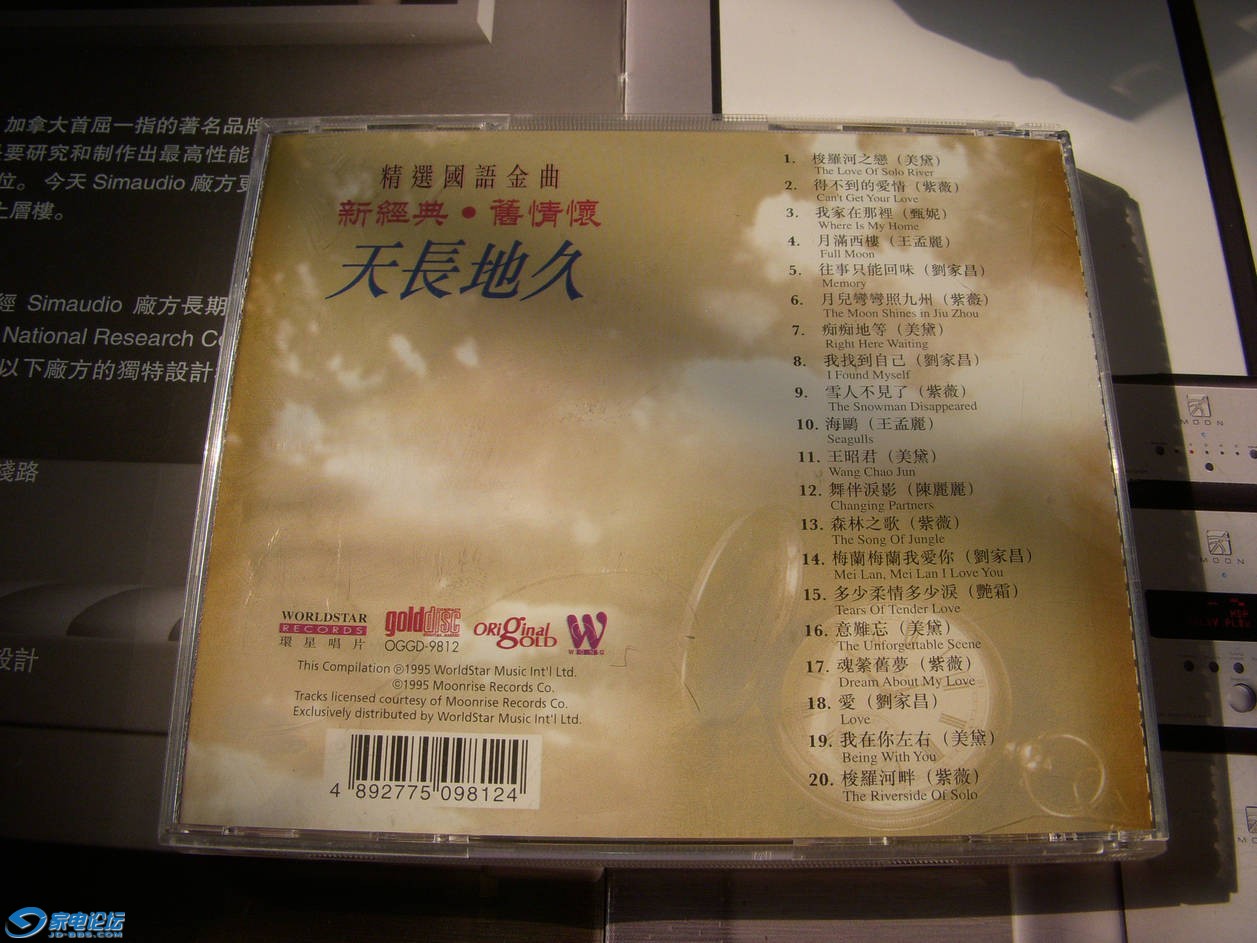 加拿大首屈一指的著名品牌
要研究和制作出最高性能
位。今天 Simaudio 廠方更
層樓。
經 Simaudio 廠方長期
National Research Co
以下廠方的獨特設計
路
設計
精選國語金曲
新經典・舊情懷
天長地久
1. 梭羅河之戀（美黛）
The Love Of Solo River
2. 得不到的愛情（紫薇）
Can't Get Your Love
3. 我家在那裡（甄妮）
Where Is My Home
4. 月滿西樓（王孟麗）
Full Moon
5. 往事只能回味（劉家昌）
Memory
6. 月兒彎彎照九州（紫薇）
The Moon Shines in Jiu Zhou
7. 痴痴地等（美黛）
Right Here Waiting
8. 我找到自己（劉家昌）
I Found Myself
9. 雪人不見了（紫薇）
The Snowman Disappeared
10. 海鷗（王孟麗）
Seagulls
11. 王昭君（美黛）
Wang Chao Jun
12. 舞伴淚影（陳麗麗）
Changing Partners
13. 森林之歌（紫薇）
The Song Of Jungle
14. 梅蘭梅蘭我愛你（劉家昌）
Mei Lan, Mei Lan I Love You
15. 多少柔情多少淚（艷霜）
Tears Of Tender Love
16. 意難忘（美黛）
The Unforgettable Scene
17. 魂縈舊夢（紫薇）
Dream About My Love
18. 愛（劉家昌）
Love
19. 我在你左右（美黛）
Being With You
20. 梭羅河畔（紫薇）
The Riverside Of Solo
WORLDSTAR
RECORDS
環星唱片
golddisc
OGGD-9812
ORiginal GOLD
W
WING
This Compilation ℗1995 WorldStar Music Int'l Ltd.
©1995 Moonrise Records Co.
Tracks licensed courtesy of Moonrise Records Co.
Exclusively distributed by WorldStar Music Int'l Ltd.
4 892775 098124
MOON
MOON
家电论坛
JD-BBS.COM